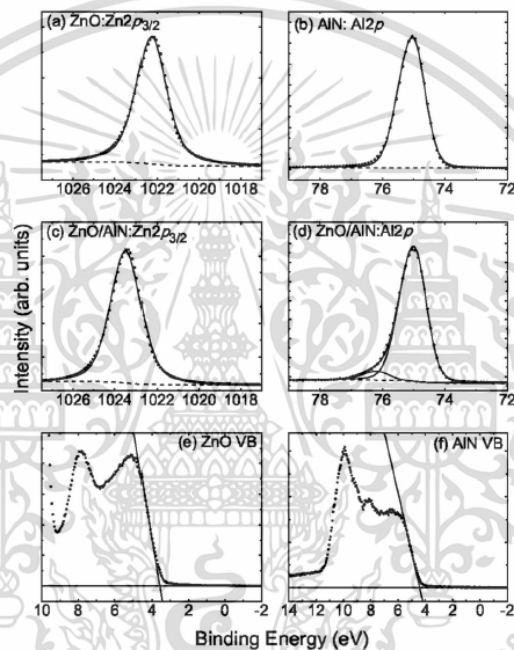 (a) ZnO:Zn2p3/2
(b) AlN: Al2p
1026 1024 1022 1020 1018
78 76 74 72
(c) ZnO/AlN:Zn2p3/2
(d) ZnO/AlN:Al2p
1026 1024 1022 1020 1018
78 76 74 72
(e) ZnO VB
(f) AlN VB
10 8 6 4 2 0 -2
14 12 10 8 6 4 2 0 -2
Intensity (arb. units)
Binding Energy (eV)